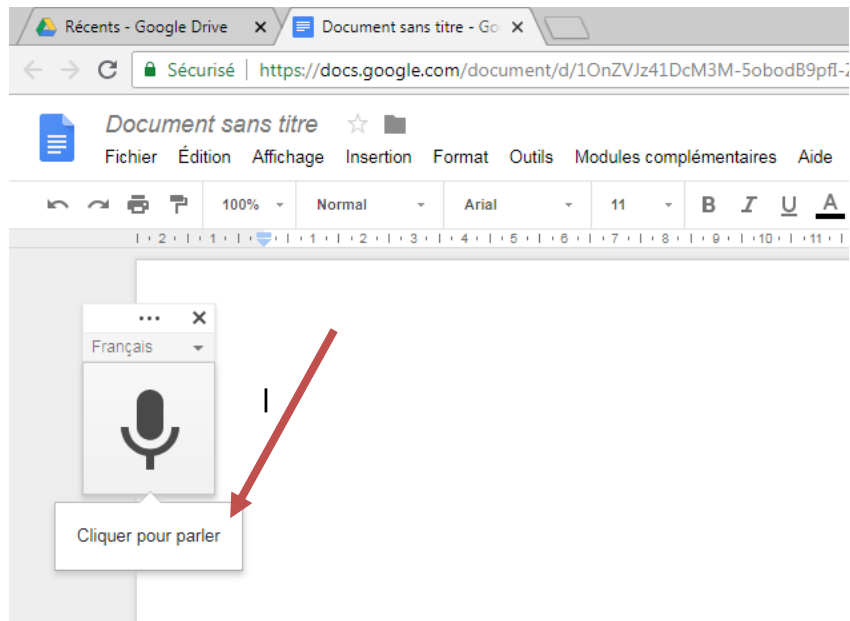 Récents - Google Drive
Document sans titre - Go
Sécurisé | https://docs.google.com/document/d/1OnZVJz41DcM3M-5obodB9pfI-
Document sans titre
Fichier Édition Affichage Insertion Format Outils Modules complémentaires Aide
100% Normal Arial 11 B I U A
2 1 1 2 3 4 5 6 7 8 9 10 11
Français
Cliquer pour parler